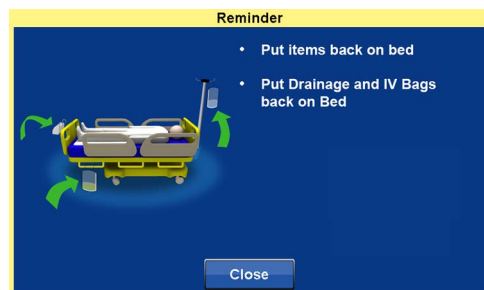 Reminder
• Put items back on bed
• Put Drainage and IV Bags
back on Bed
Close